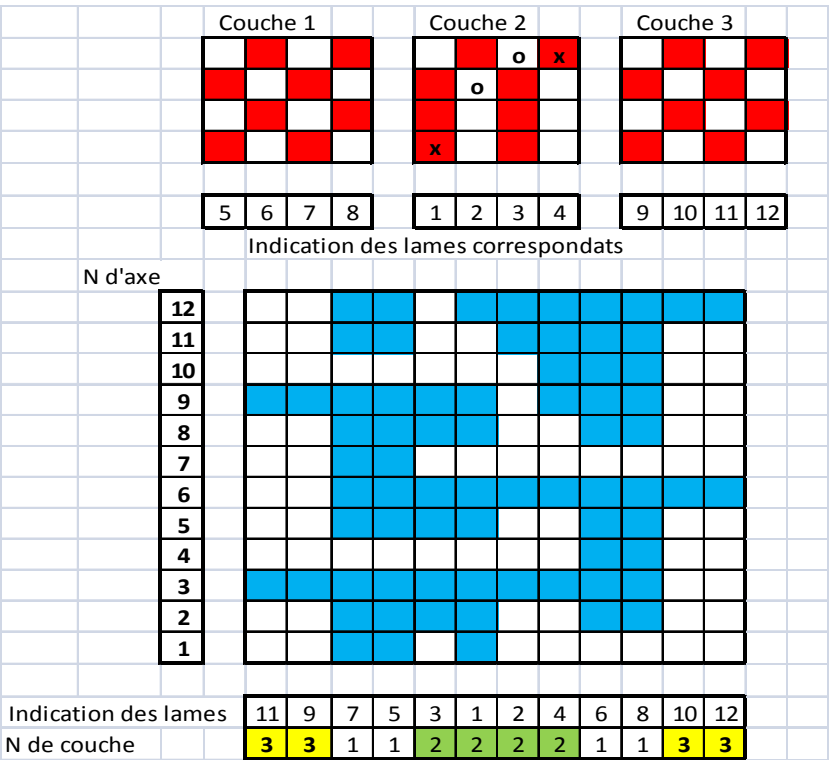 Couche 1 Couche 2 Couche 3
o x
o
x
5 6 7 8 1 2 3 4 9 10 11 12
Indication des lames correspondats
N d'axe
12
11
10
9
8
7
6
5
4
3
2
1
Indication des lames 11 9 7 5 3 1 2 4 6 8 10 12
N de couche 3 3 1 1 2 2 2 2 1 1 3 3